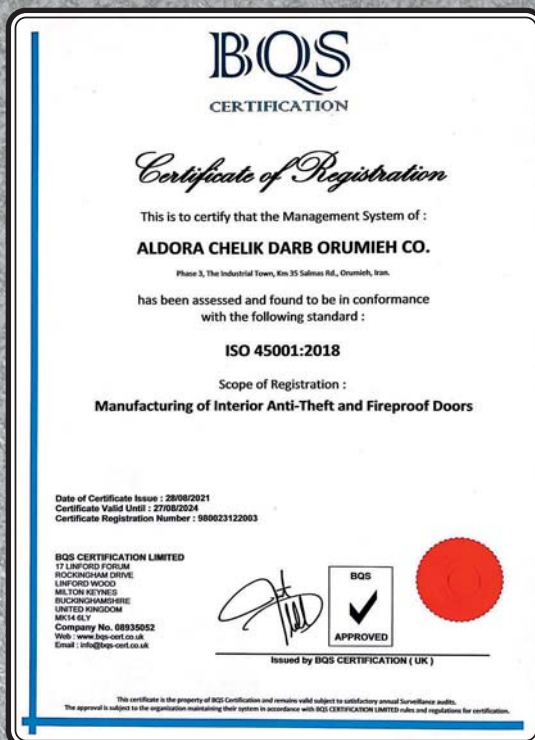 BQS
CERTIFICATION
Certificate of Registration
This is to certify that the Management System of :
ALDORA CHELIK DARB ORUMIEH CO.
Phase 3, The Industrial Town, Km 35 Salmas Rd., Orumieh, Iran.
has been assessed and found to be in conformance
with the following standard :
ISO 45001:2018
Scope of Registration :
Manufacturing of Interior Anti-Theft and Fireproof Doors
Date of Certificate Issue : 28/08/2021
Certificate Valid Until : 27/08/2024
Certificate Registration Number : 980023122003
BQS CERTIFICATION LIMITED
17 LINFORD FORUM
ROCKINGHAM DRIVE
LINFORD WOOD
MILTON KEYNES
BUCKINGHAMSHIRE
UNITED KINGDOM
MK14 6LY
Company No. 08935052
Web : www.bqs-cert.co.uk
Email : info@bqs-cert.co.uk
BQS
APPROVED
Issued by BQS CERTIFICATION ( UK )
This certificate is the property of BQS Certification and remains valid subject to satisfactory annual Surveillance audits.
The approval is subject to the organization maintaining their system in accordance with BQS CERTIFICATION LIMITED rules and regulations for certification.